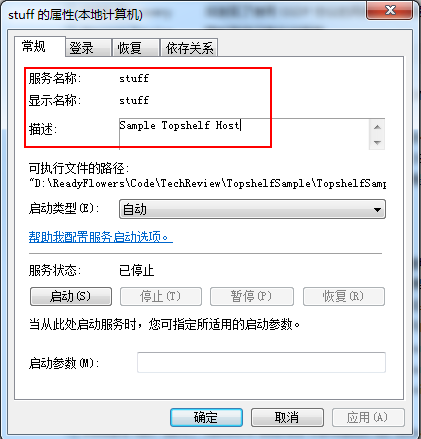 stuff 的属性(本地计算机)
常规 登录 恢复 依存关系
服务名称: stuff
显示名称: stuff
描述: Sample Topshelf Host
可执行文件的路径:
"D:\ReadyFlowers\Code\TechReview\TopshelfSample\TopshelfSamp
启动类型(E): 自动
帮助我配置服务启动选项。
服务状态: 已停止
启动(S) 停止(T) 暂停(P) 恢复(R)
当从此处启动服务时，您可指定所适用的启动参数。
启动参数(M):
确定 取消 应用(A)